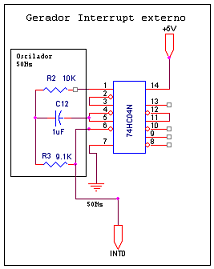 Gerador Interrupt externo
+5V
Oscilador
50Hz
R2 10K
C12
1uF
R3 9.1K
1
2
3
4
5
6
7
74HC04N
14
13
12
11
10
9
8
50Hz
INT0